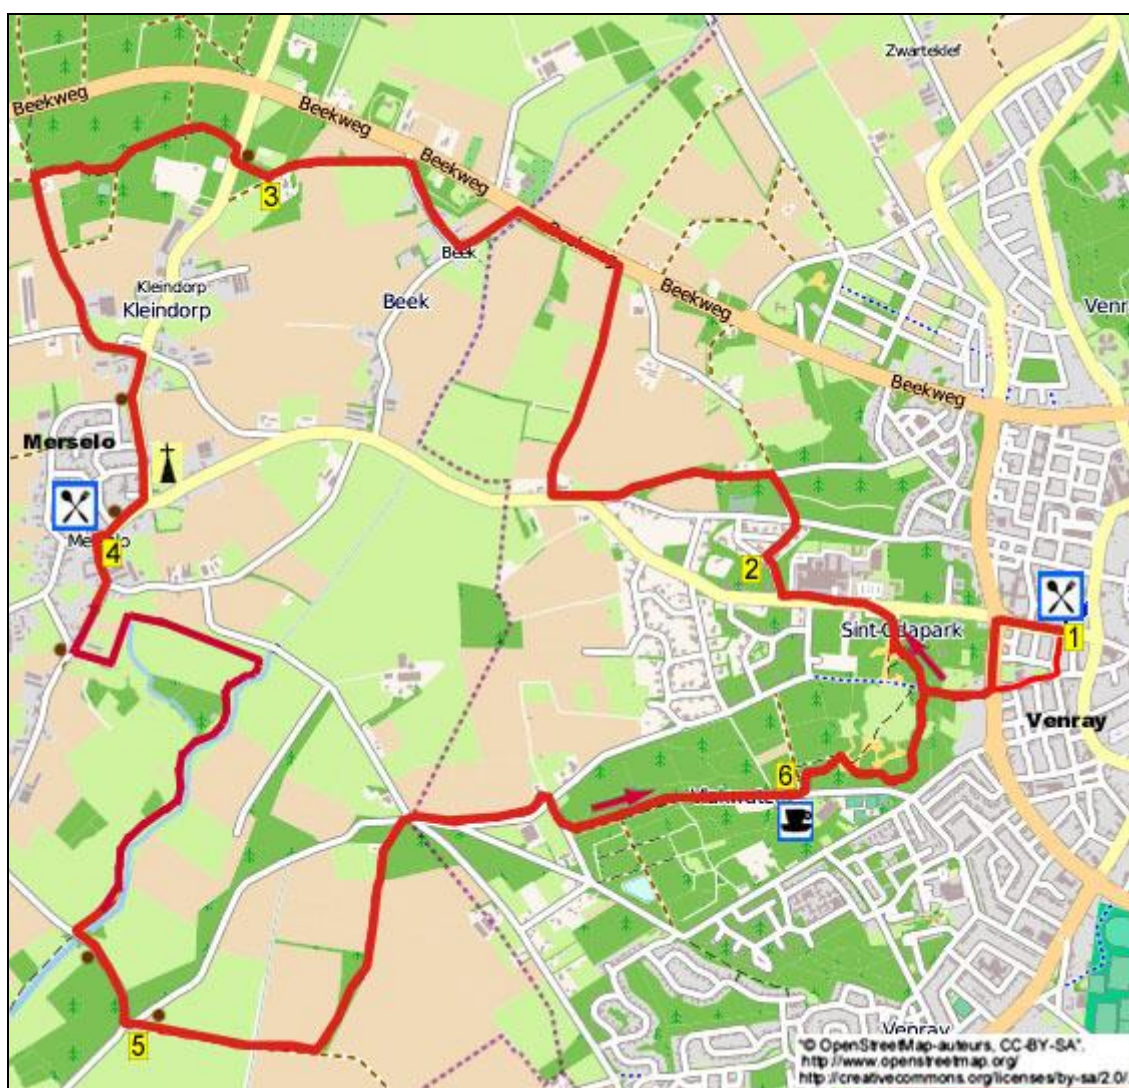 Zwarteklef
Beekweg
Beekweg
Beekweg
3
Beek
Kleindorp
Kleindorp
Beek
Beekweg
Beekweg
Merselo
4
2
Sint-Odapark
1
Venray
6
5
Venray
"© OpenStreetMap-auteurs, CC-BY-SA".
http://www.openstreetmap.org/
http://creativecommons.org/licenses/by-sa/2.0/